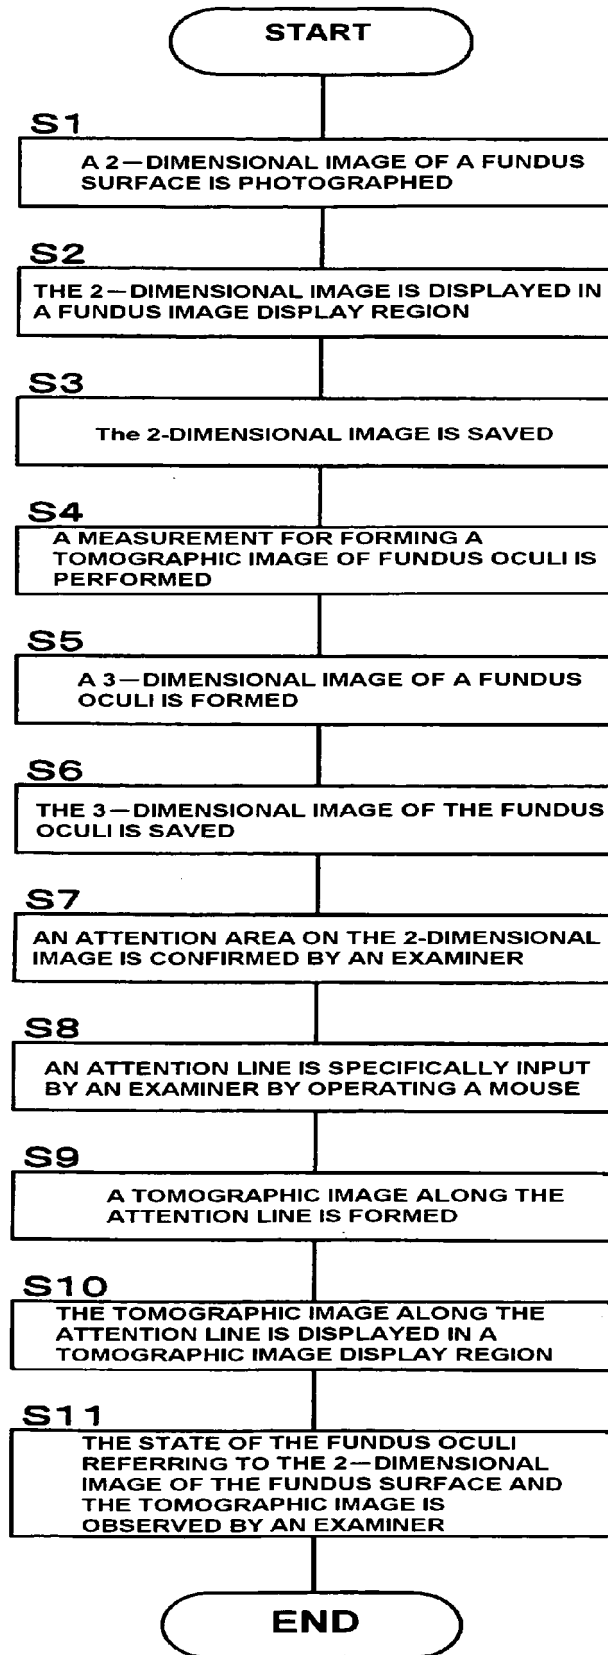 START
S1
A 2—DIMENSIONAL IMAGE OF A FUNDUS
SURFACE IS PHOTOGRAPHED
S2
THE 2—DIMENSIONAL IMAGE IS DISPLAYED IN
A FUNDUS IMAGE DISPLAY REGION
S3
The 2-DIMENSIONAL IMAGE IS SAVED
S4
A MEASUREMENT FOR FORMING A
TOMOGRAPHIC IMAGE OF FUNDUS OCULI IS
PERFORMED
S5
A 3—DIMENSIONAL IMAGE OF A FUNDUS
OCULI IS FORMED
S6
THE 3—DIMENSIONAL IMAGE OF THE FUNDUS
OCULI IS SAVED
S7
AN ATTENTION AREA ON THE 2-DIMENSIONAL
IMAGE IS CONFIRMED BY AN EXAMINER
S8
AN ATTENTION LINE IS SPECIFICALLY INPUT
BY AN EXAMINER BY OPERATING A MOUSE
S9
A TOMOGRAPHIC IMAGE ALONG THE
ATTENTION LINE IS FORMED
S10
THE TOMOGRAPHIC IMAGE ALONG THE
ATTENTION LINE IS DISPLAYED IN A
TOMOGRAPHIC IMAGE DISPLAY REGION
S11
THE STATE OF THE FUNDUS OCULI
REFERRING TO THE 2—DIMENSIONAL
IMAGE OF THE FUNDUS SURFACE AND
THE TOMOGRAPHIC IMAGE IS
OBSERVED BY AN EXAMINER
END